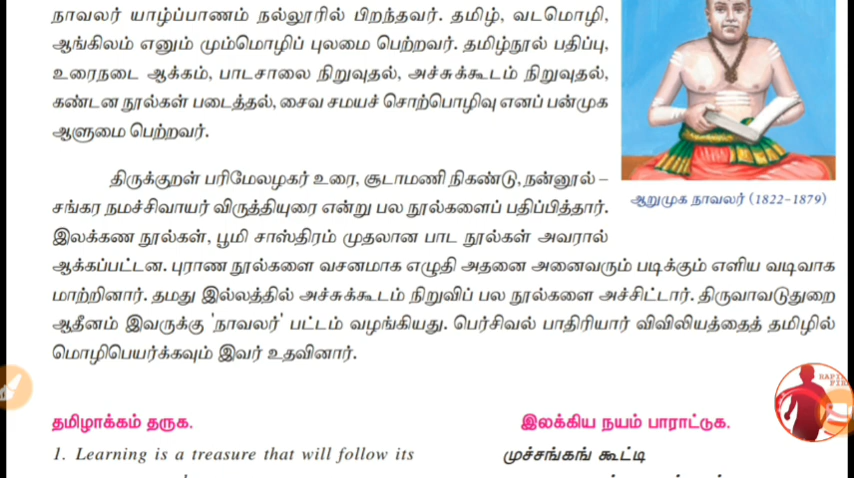 நாவலர் யாழ்ப்பாணம் நல்லூரில் பிறந்தவர். தமிழ், வடமொழி,
ஆங்கிலம் எனும் மும்மொழிப் புலமை பெற்றவர். தமிழ்நூல் பதிப்பு,
உரைநடை ஆக்கம், பாடசாலை நிறுவுதல், அச்சுக்கூடம் நிறுவுதல்,
கண்டன நூல்கள் படைத்தல், சைவ சமயச் சொற்பொழிவு எனப் பன்முக
ஆளுமை பெற்றவர்.
திருக்குறள் பரிமேலழகர் உரை, சூடாமணி நிகண்டு, நன்னூல் –
சங்கர நமச்சிவாயர் விருத்தியுரை என்று பல நூல்களைப் பதிப்பித்தார்.
இலக்கண நூல்கள், பூமி சாஸ்திரம் முதலான பாட நூல்கள் அவரால்
ஆக்கப்பட்டன. புராண நூல்களை வசனமாக எழுதி அதனை அனைவரும் படிக்கும் எளிய வடிவாக
மாற்றினார். தமது இல்லத்தில் அச்சுக்கூடம் நிறுவிப் பல நூல்களை அச்சிட்டார். திருவாவடுதுறை
ஆதீனம் இவருக்கு 'நாவலர்' பட்டம் வழங்கியது. பெர்சிவல் பாதிரியார் விவிலியத்தைத் தமிழில்
மொழிபெயர்க்கவும் இவர் உதவினார்.
ஆறுமுக நாவலர் (1822-1879)
தமிழாக்கம் தருக.
1. Learning is a treasure that will follow its
இலக்கிய நயம் பாராட்டுக.
முச்சங்கங் கூட்டி